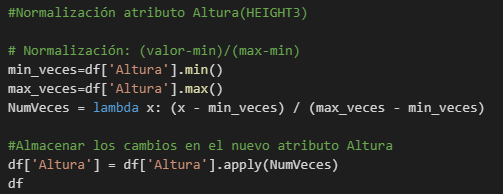 #Normalización atributo Altura(HEIGHT3)
# Normalización: (valor-min)/(max-min)
min_veces=df['Altura'].min()
max_veces=df['Altura'].max()
NumVeces = lambda x: (x - min_veces) / (max_veces - min_veces)
#Almacenar los cambios en el nuevo atributo Altura
df['Altura'] = df['Altura'].apply(NumVeces)
df